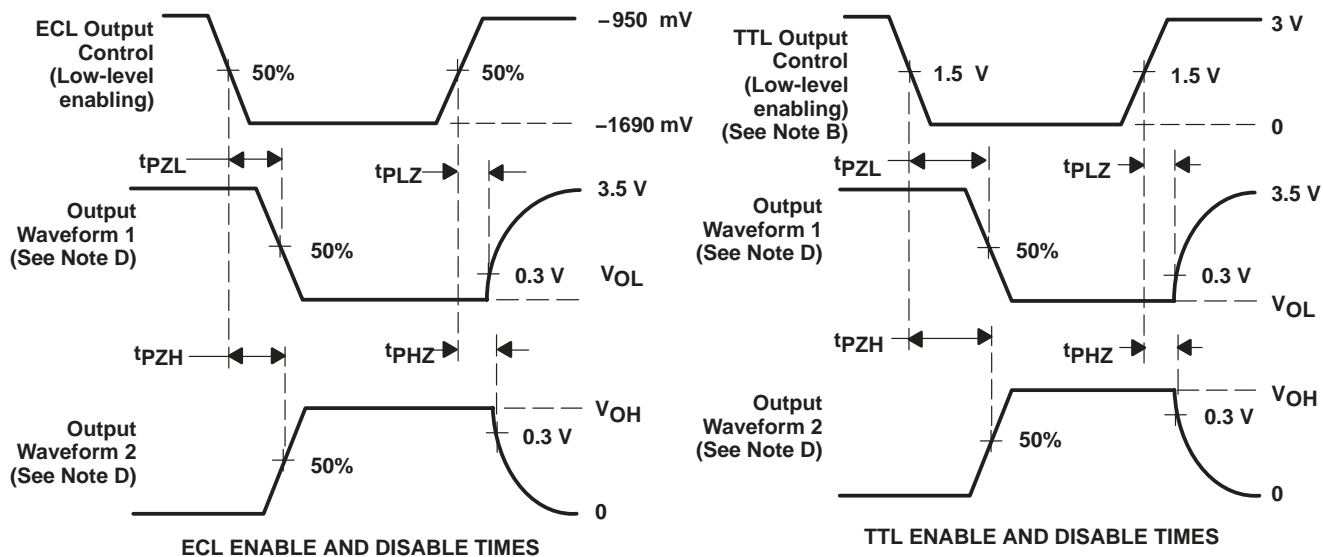 ECL Output
Control
(Low-level
enabling)
50%
50%
–950 mV
–1690 mV
tPZL
tPLZ
3.5 V
Output
Waveform 1
(See Note D)
50%
0.3 V
VOL
tPZH
tPHZ
VOH
Output
Waveform 2
(See Note D)
50%
0.3 V
0
ECL ENABLE AND DISABLE TIMES
TTL Output
Control
(Low-level
enabling)
(See Note B)
1.5 V
1.5 V
3 V
0
tPZL
tPLZ
3.5 V
Output
Waveform 1
(See Note D)
50%
0.3 V
VOL
tPZH
tPHZ
VOH
Output
Waveform 2
(See Note D)
50%
0.3 V
0
TTL ENABLE AND DISABLE TIMES